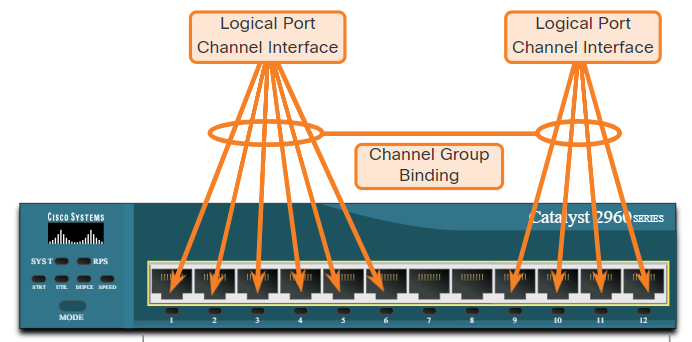 Logical Port
Channel Interface
Logical Port
Channel Interface
Channel Group
Binding
CISCO SYSTEMS
Catalyst 2960 SERIES
SYST RPS
STRT UTIL DUPLX SPEED
MODE
1 2 3 4 5 6 7 8 9 10 11 12